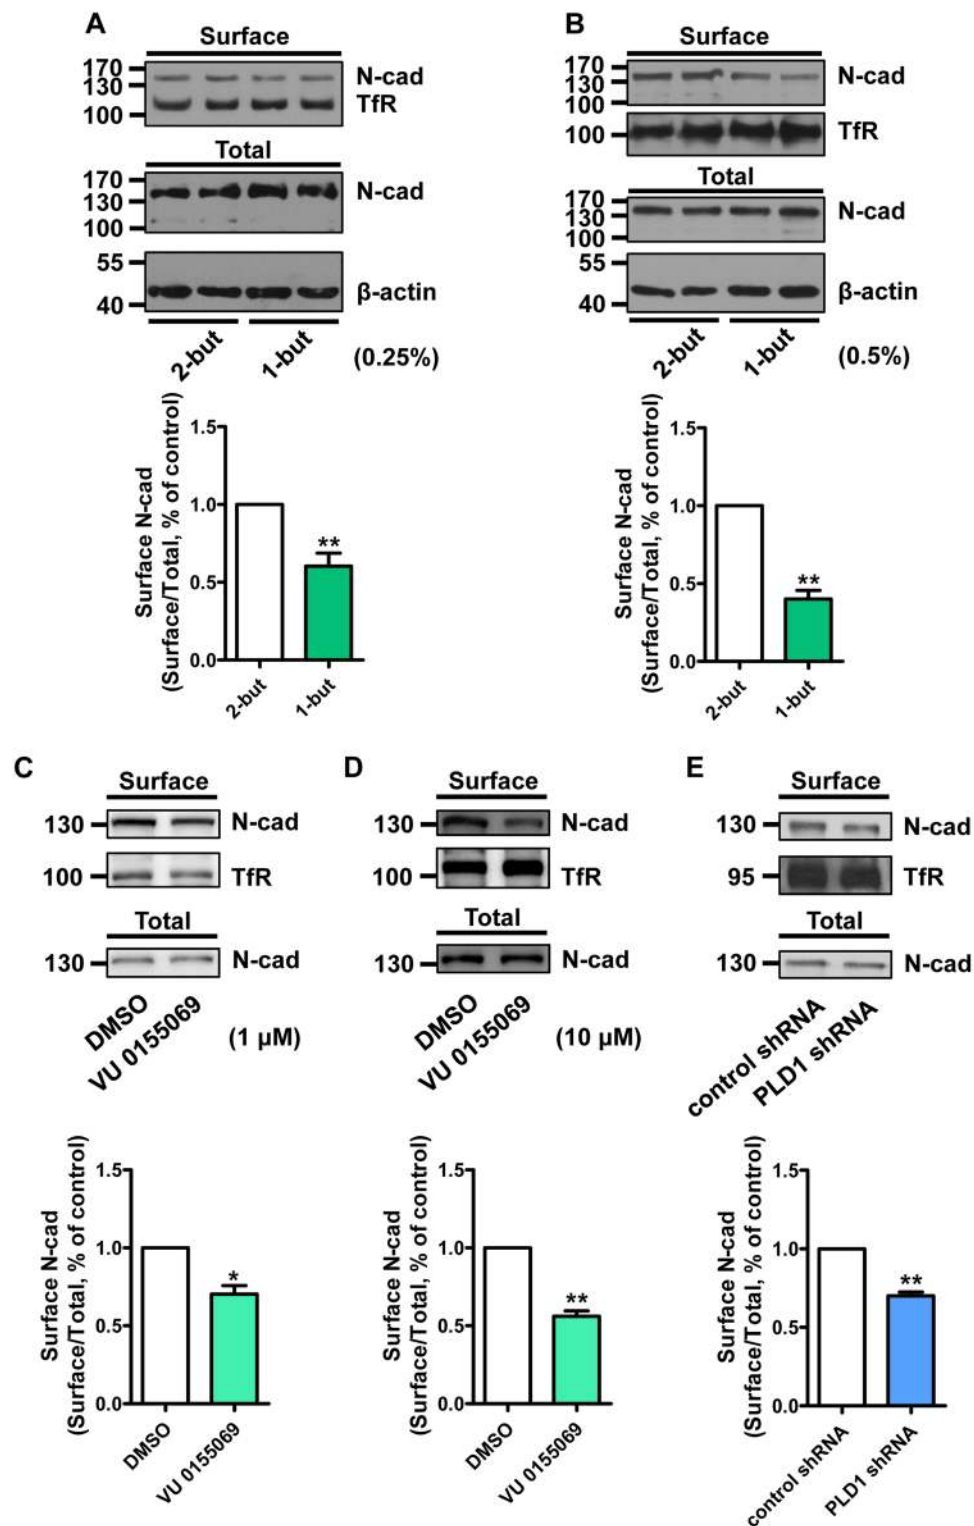 A
Surface
170
130
100
N-cad
TfR
Total
170
130
100
N-cad
55
40
β-actin
2-but
1-but
(0.25%)
Surface N-cad
(Surface/Total, % of control)
1.5
1.0
0.5
0.0
**
2-but
1-but
B
Surface
170
130
100
N-cad
100
TfR
Total
170
130
100
N-cad
55
40
β-actin
2-but
1-but
(0.5%)
Surface N-cad
(Surface/Total, % of control)
1.5
1.0
0.5
0.0
**
2-but
1-but
C
Surface
130
N-cad
100
TfR
Total
130
N-cad
DMSO
VU 0155069
(1 μM)
Surface N-cad
(Surface/Total, % of control)
1.5
1.0
0.5
0.0
*
DMSO
VU 0155069
D
Surface
130
N-cad
100
TfR
Total
130
N-cad
DMSO
VU 0155069
(10 μM)
Surface N-cad
(Surface/Total, % of control)
1.5
1.0
0.5
0.0
**
DMSO
VU 0155069
E
Surface
130
N-cad
95
TfR
Total
130
N-cad
control shRNA
PLD1 shRNA
Surface N-cad
(Surface/Total, % of control)
1.5
1.0
0.5
0.0
**
control shRNA
PLD1 shRNA